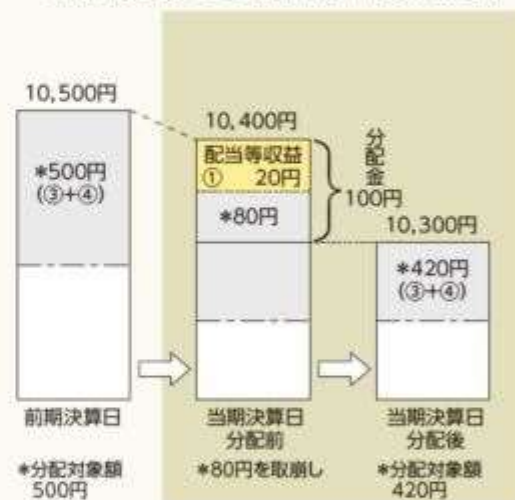 10,500円
*500円
(③+④)
前期決算日
*分配対象額
500円
10,400円
配当等収益
① 20円
*80円
分配金
100円
当期決算日
分配前
*80円を取崩し
10,300円
*420円
(③+④)
当期決算日
分配後
*分配対象額
420円